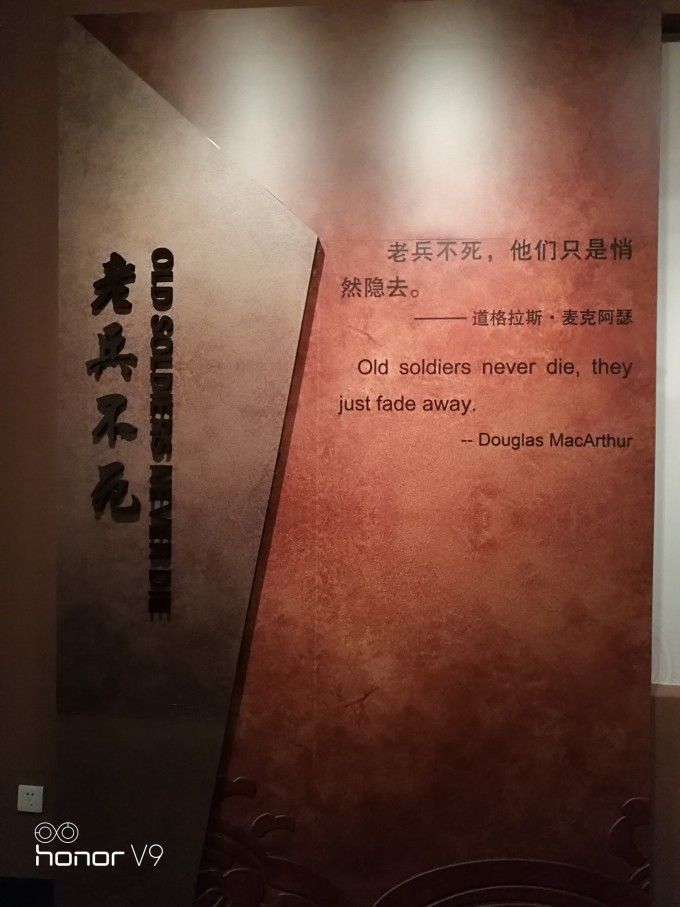 老兵不死
OLD SOLDIERS NEVER DIE
老兵不死，他们只是悄
然隐去。
——— 道格拉斯·麦克阿瑟
Old soldiers never die, they
just fade away.
-- Douglas MacArthur
honor V9